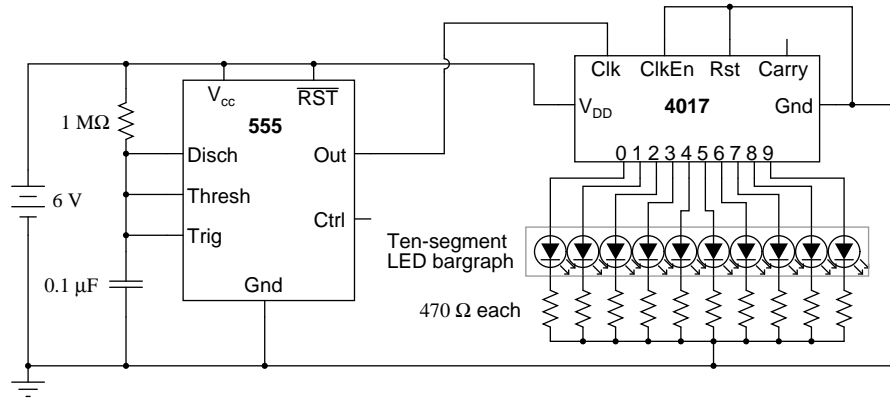 Clk ClkEn Rst Carry
V_cc R̅S̅T̅
555
4017
V_DD Gnd
1 MΩ
Disch Out
0 1 2 3 4 5 6 7 8 9
Thresh
6 V
Ctrl
Trig
Ten-segment
LED bargraph
Gnd
0.1 μF
470 Ω each